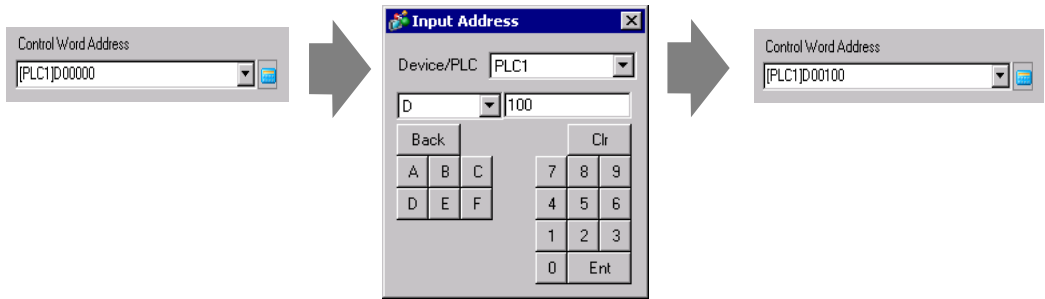 Control Word Address
[PLC1]D00000
Input Address
Device/PLC PLC1
D 100
Back Clr
A B C 7 8 9
D E F 4 5 6
1 2 3
0 Ent
Control Word Address
[PLC1]D00100